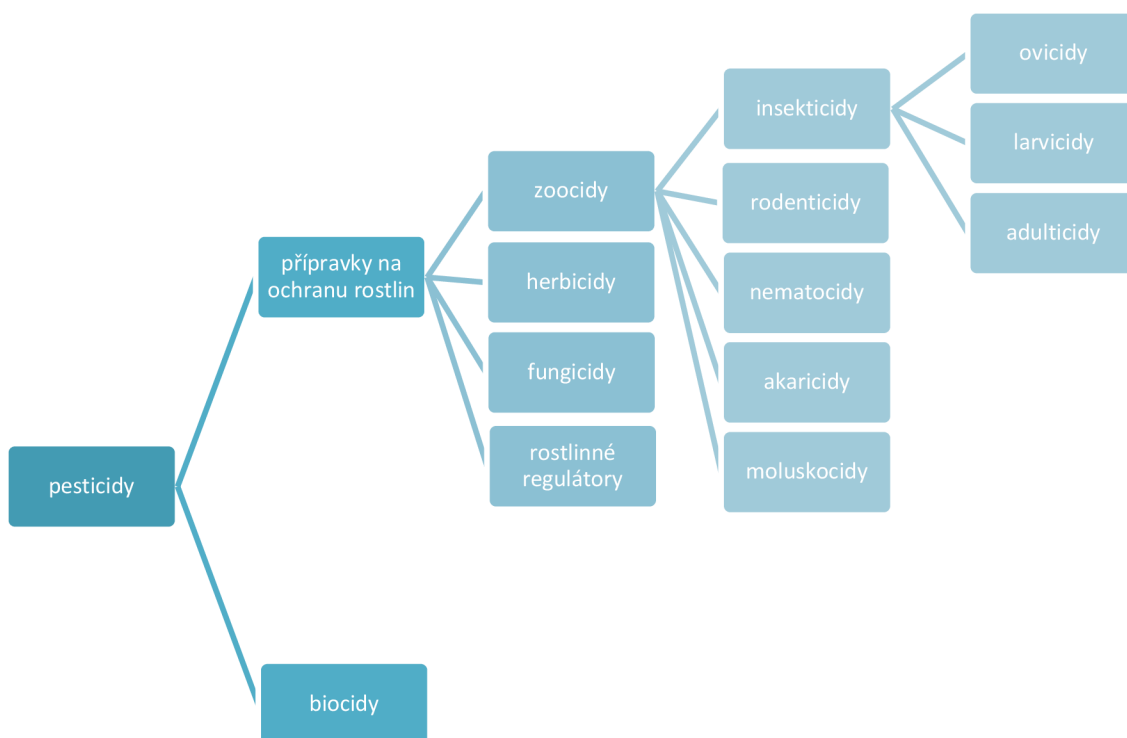 pesticidy
přípravky na
ochranu rostlin
zoocidy
insekticidy
ovicidy
larvicidy
adulticidy
rodenticidy
nematocidy
akaricidy
moluskocidy
herbicidy
fungicidy
rostlinné
regulátory
biocidy